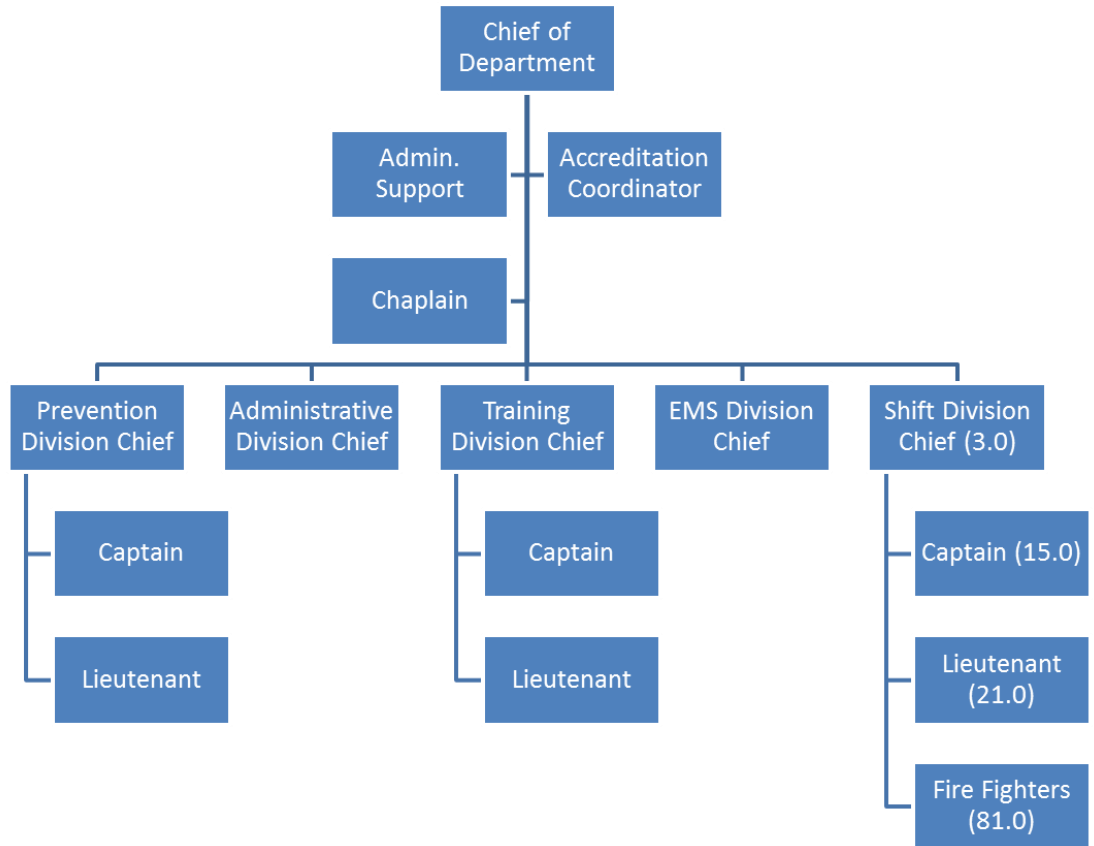 Chief of
Department
Admin.
Support
Accreditation
Coordinator
Chaplain
Prevention
Division Chief
Administrative
Division Chief
Training
Division Chief
EMS Division
Chief
Shift Division
Chief (3.0)
Captain
Captain
Captain (15.0)
Lieutenant
Lieutenant
Lieutenant
(21.0)
Fire Fighters
(81.0)